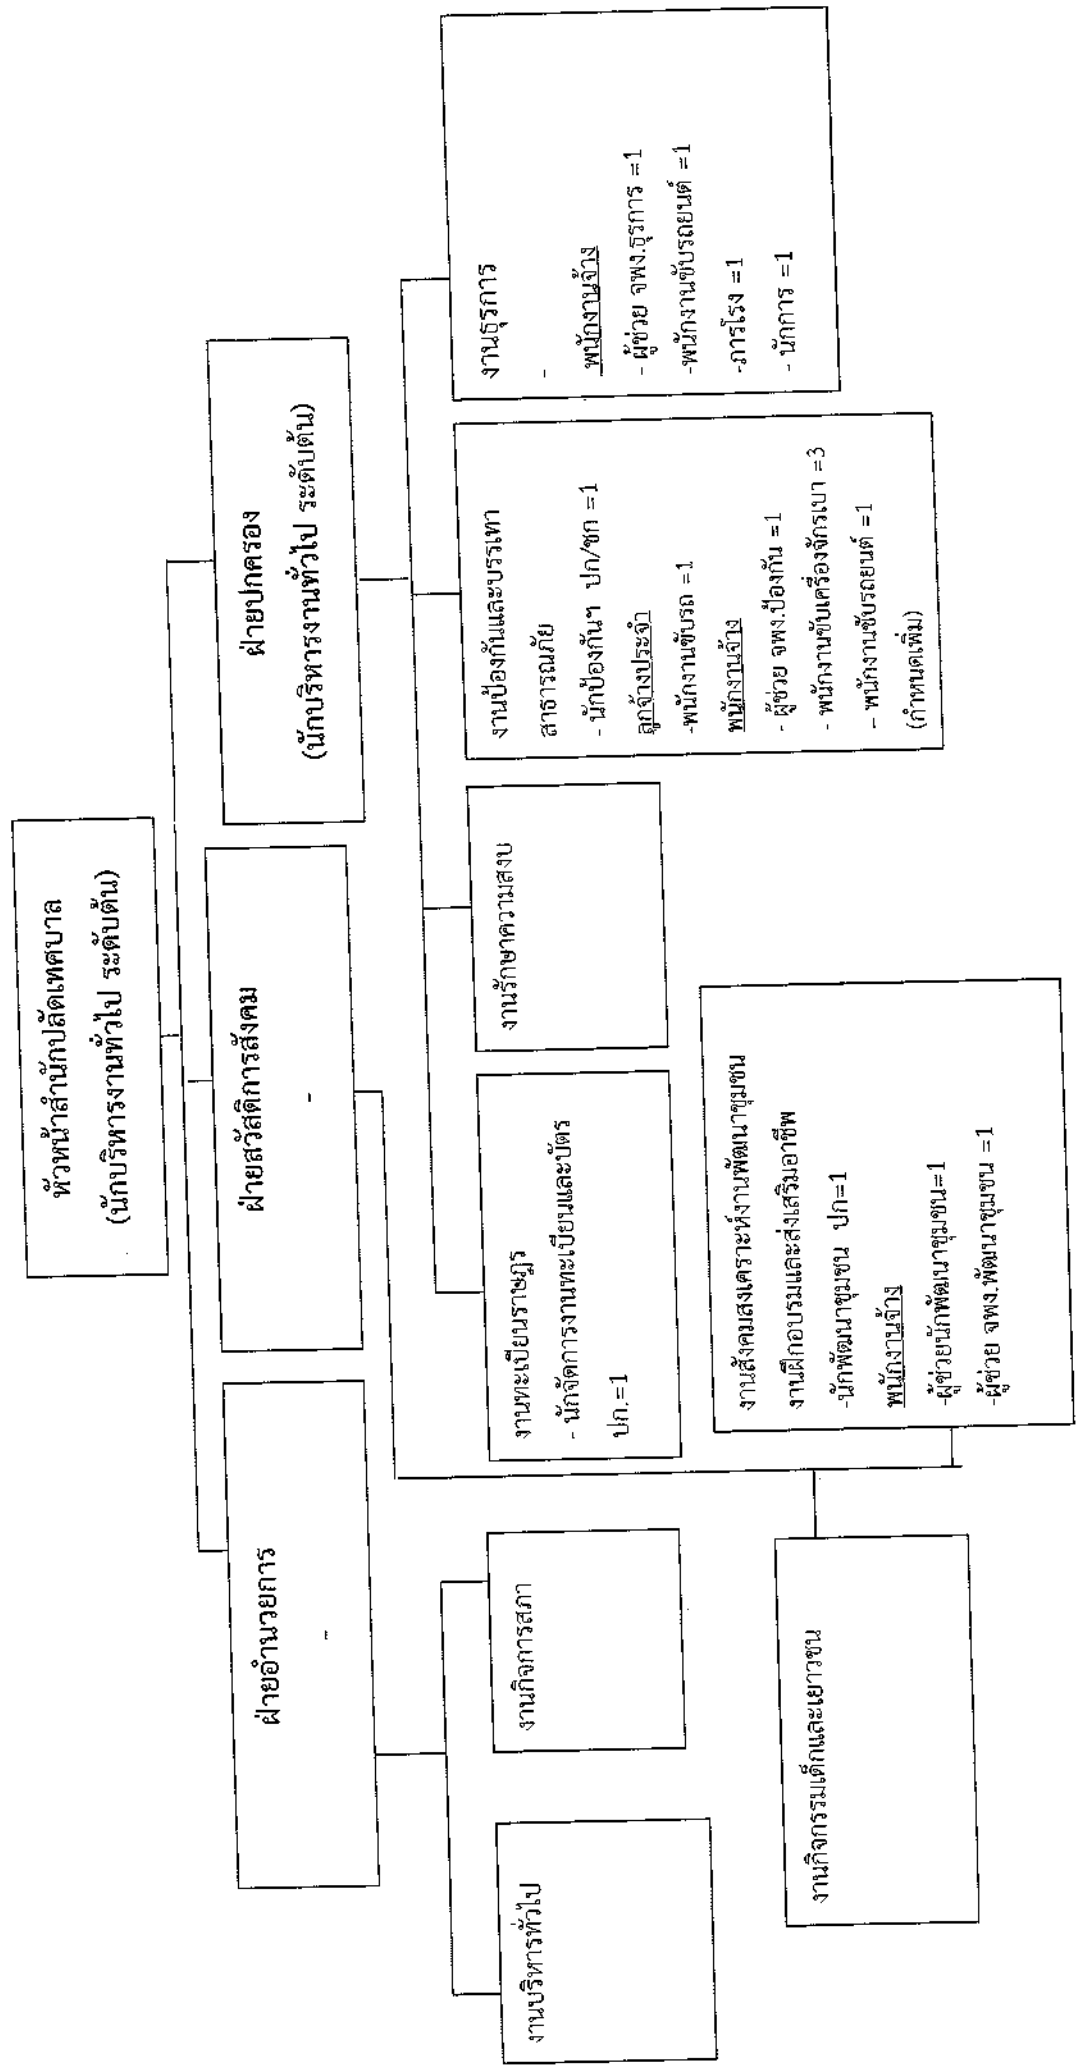 หัวหน้าสำนักปลัดเทศบาล
(นักบริหารงานทั่วไป ระดับต้น)
ฝ่ายอำนวยการ
-
ฝ่ายสวัสดิการสังคม
-
ฝ่ายปกครอง
(นักบริหารงานทั่วไป ระดับต้น)
งานบริหารทั่วไป
งานกิจการสภา
งานทะเบียนราษฎร
- นักจัดการงานทะเบียนและบัตร
ปก.=1
งานรักษาความสงบ
งานป้องกันและบรรเทา
สาธารณภัย
- นักป้องกันฯ ปก/ชก =1
ลูกจ้างประจำ
-พนักงานขับรถ =1
พนักงานจ้าง
- ผู้ช่วย จพง.ป้องกัน =1
- พนักงานขับเครื่องจักรเบา =3
- พนักงานขับรถยนต์ =1
(กำหนดเพิ่ม)
งานธุรการ
-
พนักงานจ้าง
- ผู้ช่วย จพง.ธุรการ =1
-พนักงานขับรถยนต์ =1
-ภารโรง =1
- นักการ =1
งานกิจกรรมเด็กและเยาวชน
งานสังคมสงเคราะห์งานพัฒนาชุมชน
งานฝึกอบรมและส่งเสริมอาชีพ
-นักพัฒนาชุมชน ปก=1
พนักงานจ้าง
-ผู้ช่วยนักพัฒนาชุมชน=1
-ผู้ช่วย จพง.พัฒนาชุมชน =1